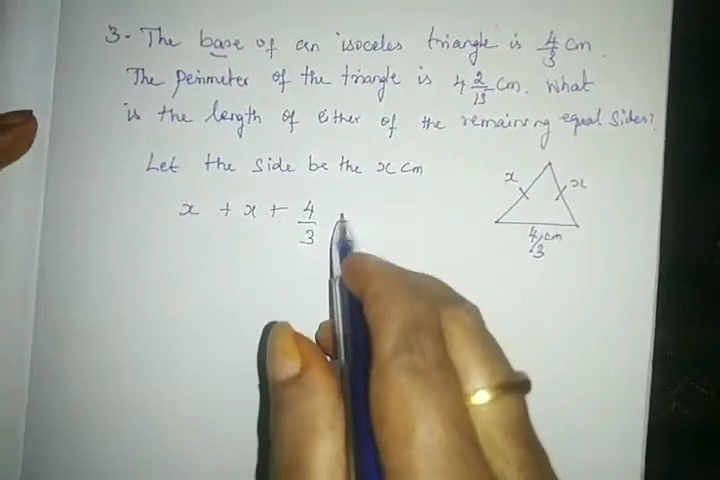 3. The base of an isoceles triangle is 4/3 cm.
The perimeter of the triangle is 4 2/15 cm. What
is the length of either of the remaining equal sides?
Let the side be the x cm
x x
x + x + 4/3
4/3 cm